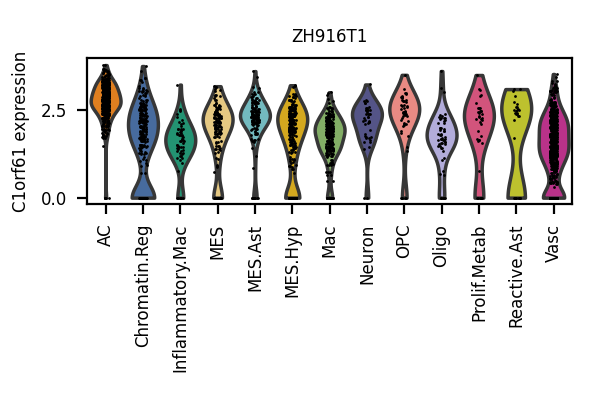 ZH916T1
C1orf61 expression
2.5
0.0
AC
Chromatin.Reg
Inflammatory.Mac
MES
MES.Ast
MES.Hyp
Mac
Neuron
OPC
Oligo
Prolif.Metab
Reactive.Ast
Vasc